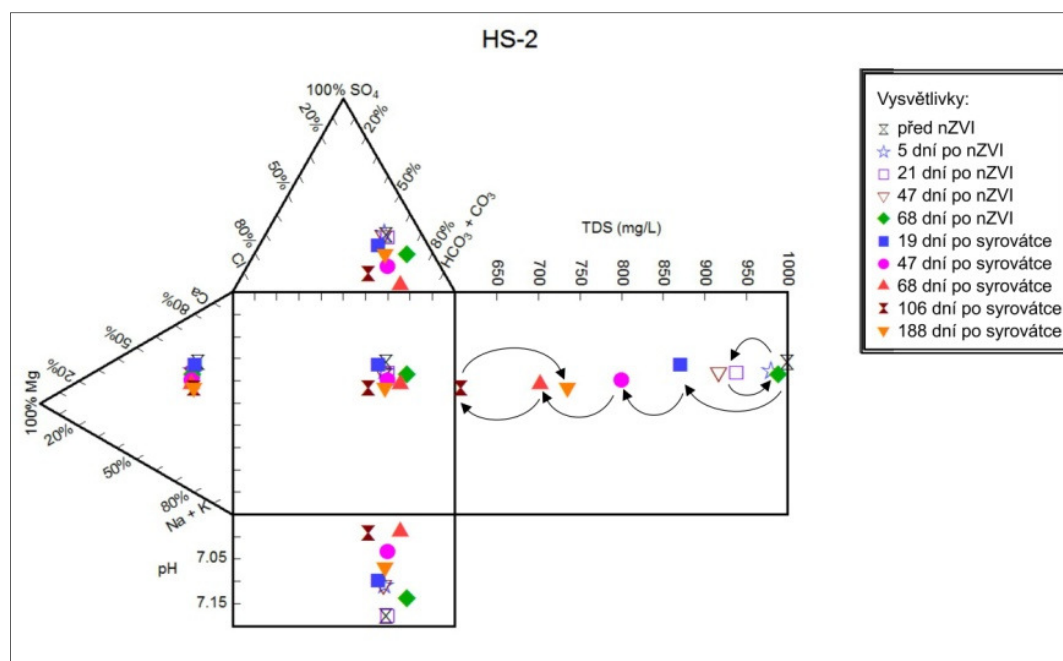 HS-2
100% SO4
20%
20%
50%
50%
80%
80%
Cl
HCO3 + CO3
TDS (mg/L)
650
700
750
800
850
900
950
1000
Ca
80%
50%
20%
100% Mg
20%
50%
80%
Na + K
pH
7.05
7.15
Vysvětlivky:
před nZVI
5 dní po nZVI
21 dní po nZVI
47 dní po nZVI
68 dní po nZVI
19 dní po syrovátce
47 dní po syrovátce
68 dní po syrovátce
106 dní po syrovátce
188 dní po syrovátce